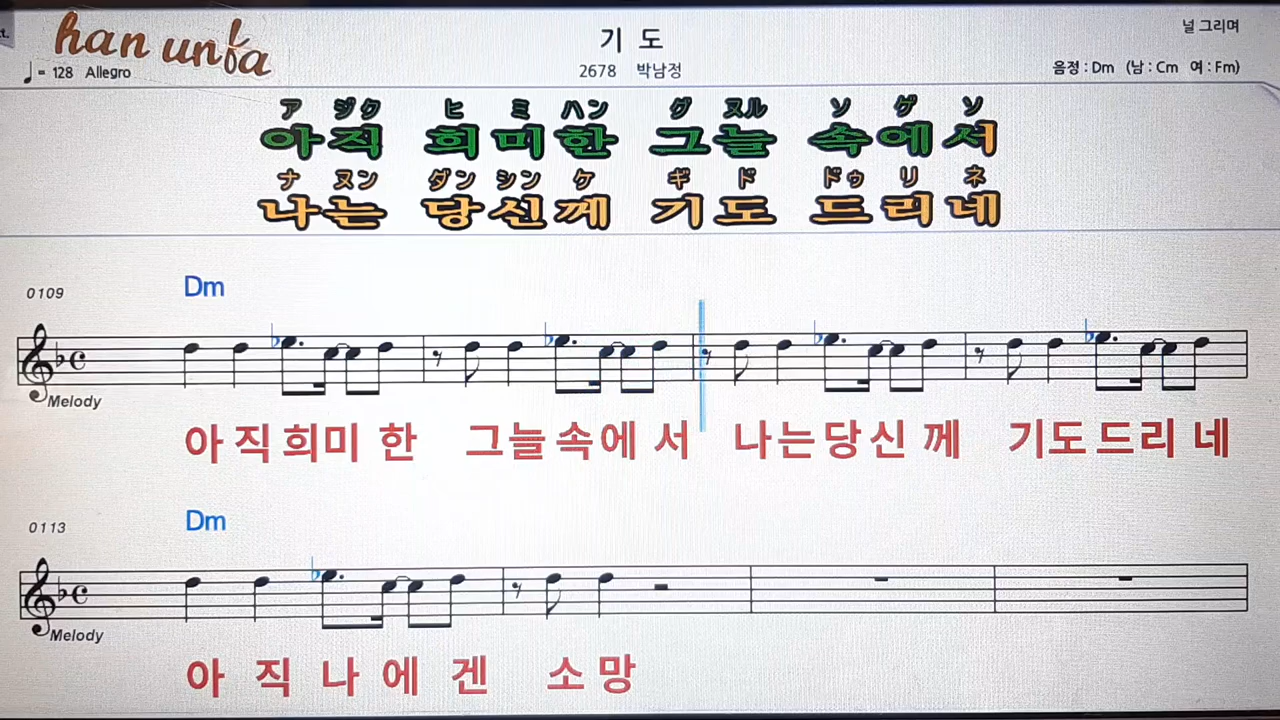 han unba
t.
♩= 128 Allegro
기 도
2678 박남정
널 그리며
음정 : Dm (남 : Cm 여 : Fm)
ア ジク ヒ ミ ハン グ ヌル ソ ゲ ソ
아직 희미한 그늘 속에서
ナ ヌン ダン シン ケ ギ ド ドゥ リ ネ
나는 당신께 기도 드리네
0109
Dm
Melody
아 직 희 미 한 그 늘 속 에 서 나 는 당 신 께 기 도 드 리 네
0113
Dm
Melody
아 직 나 에 겐 소 망